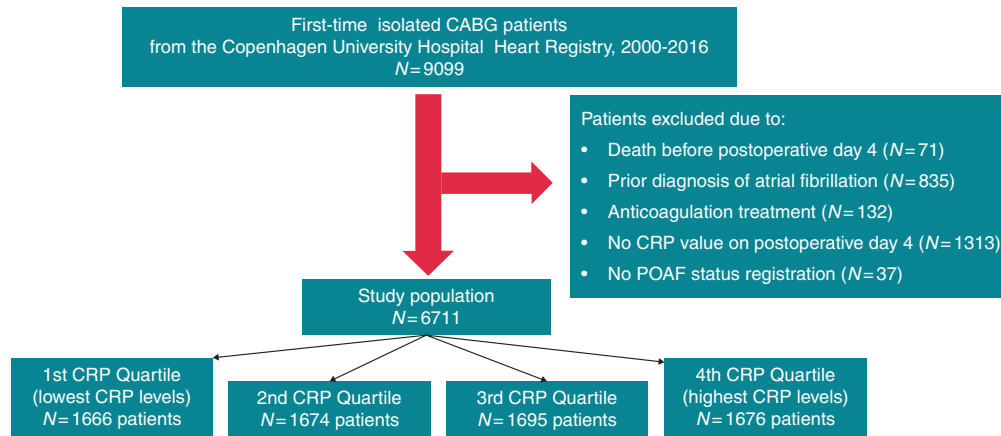 First-time isolated CABG patients
from the Copenhagen University Hospital Heart Registry, 2000-2016
N=9099
Patients excluded due to:
• Death before postoperative day 4 (N=71)
• Prior diagnosis of atrial fibrillation (N=835)
• Anticoagulation treatment (N=132)
• No CRP value on postoperative day 4 (N=1313)
• No POAF status registration (N=37)
Study population
N=6711
1st CRP Quartile
(lowest CRP levels)
N=1666 patients
2nd CRP Quartile
N=1674 patients
3rd CRP Quartile
N=1695 patients
4th CRP Quartile
(highest CRP levels)
N=1676 patients